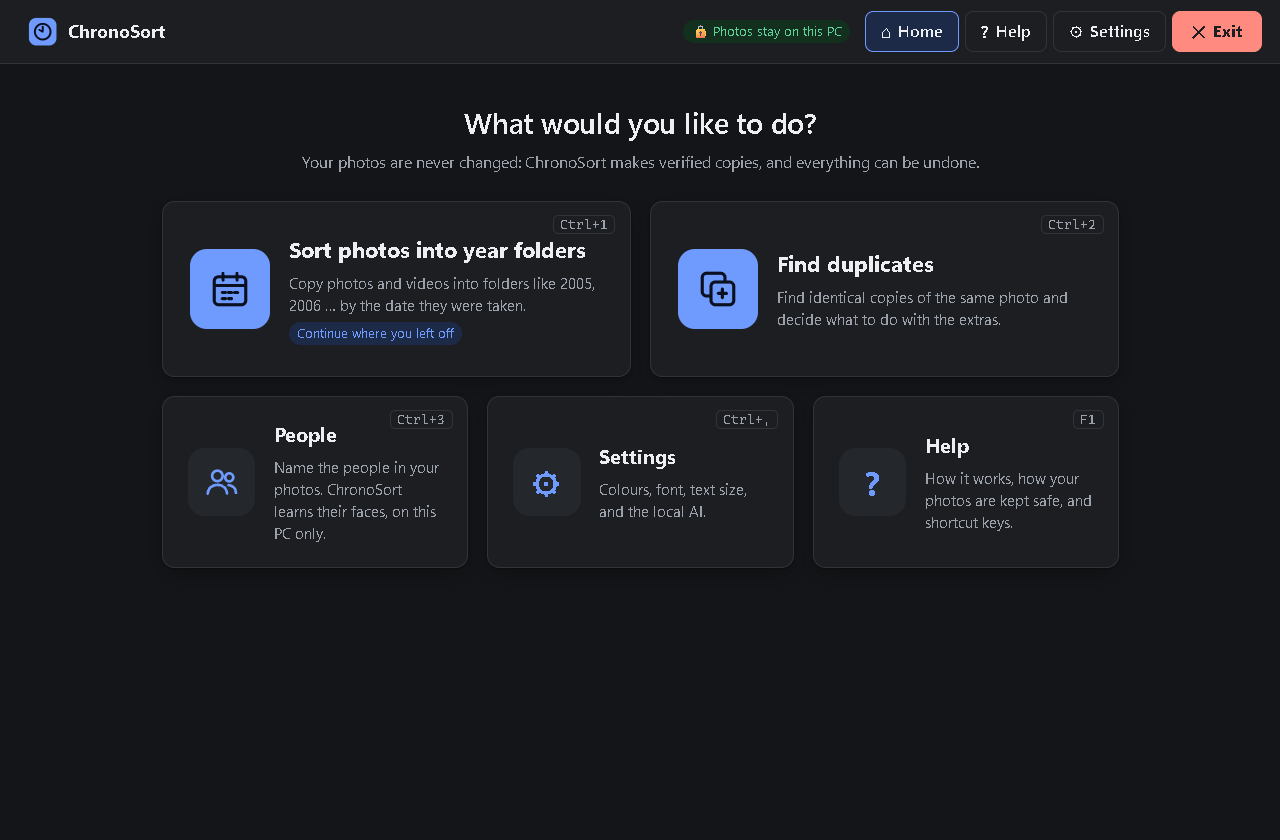 ChronoSort
Photos stay on this PC
Home
? Help
Settings
Exit
What would you like to do?
Your photos are never changed: ChronoSort makes verified copies, and everything can be undone.
Ctrl+1
Sort photos into year folders
Copy photos and videos into folders like 2005,
2006 ... by the date they were taken.
Continue where you left off
Ctrl+2
Find duplicates
Find identical copies of the same photo and
decide what to do with the extras.
Ctrl+3
People
Name the people in your
photos. ChronoSort
learns their faces, on this
PC only.
Ctrl+,
Settings
Colours, font, text size,
and the local AI.
F1
?
Help
How it works, how your
photos are kept safe, and
shortcut keys.